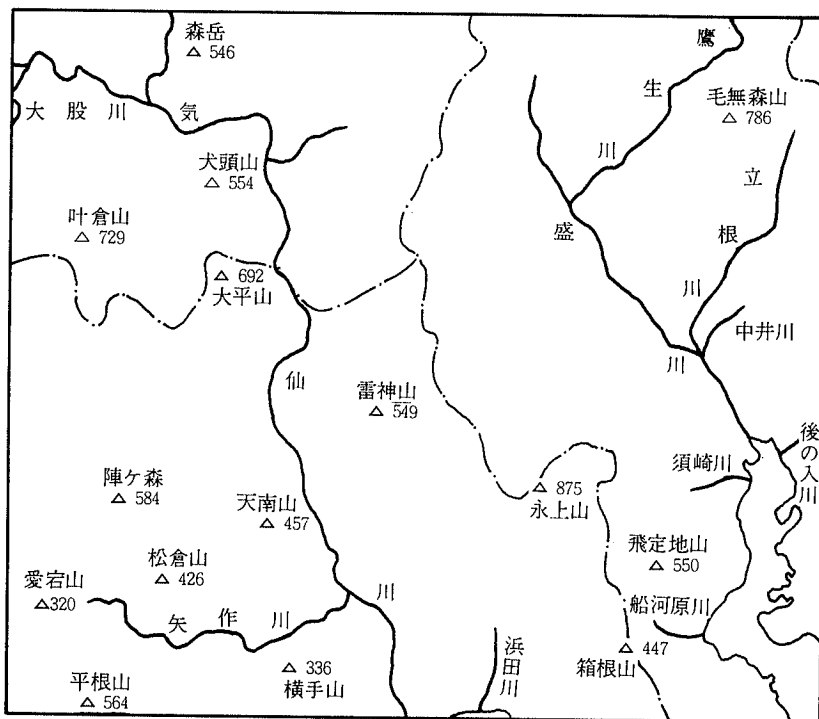 森岳
△ 546
大股川
気
犬頭山
△ 554
叶倉山
△ 729
△ 692
大平山
仙
雷神山
△ 549
陣ケ森
△ 584
天南山
△ 457
松倉山
△ 426
愛宕山
△320
矢作川
川
平根山
△ 564
△ 336
横手山
浜田川
鷹生川
毛無森山
△ 786
立根川
盛
川
中井川
後の入川
須崎川
△ 875
永上山
飛定地山
△ 550
船河原川
△ 447
箱根山